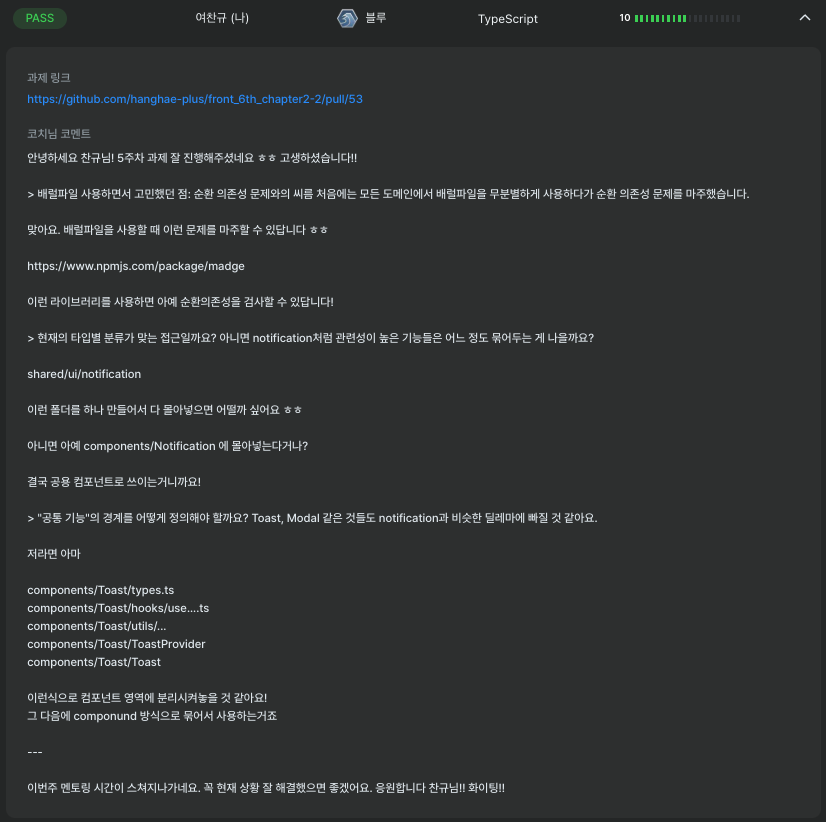 PASS
여찬규 (나)
블루
TypeScript
10
과제 링크
https://github.com/hanghae-plus/front_6th_chapter2-2/pull/53
코치님 코멘트
안녕하세요 찬규님! 5주차 과제 잘 진행해주셨네요 ㅎㅎ 고생하셨습니다!!
> 배럴파일 사용하면서 고민했던 점: 순환 의존성 문제와의 씨름 처음에는 모든 도메인에서 배럴파일을 무분별하게 사용하다가 순환 의존성 문제를 마주했습니다.
맞아요. 배럴파일을 사용할 때 이런 문제를 마주할 수 있답니다 ㅎㅎ
https://www.npmjs.com/package/madge
이런 라이브러리를 사용하면 아예 순환의존성을 검사할 수 있답니다!
> 현재의 타입별 분류가 맞는 접근일까요? 아니면 notification처럼 관련성이 높은 기능들은 어느 정도 묶어두는 게 나을까요?
shared/ui/notification
이런 폴더를 하나 만들어서 다 몰아넣으면 어떨까 싶어요 ㅎㅎ
아니면 아예 components/Notification 에 몰아넣는다거나?
결국 공용 컴포넌트로 쓰이는거니까요!
> "공통 기능"의 경계를 어떻게 정의해야 할까요? Toast, Modal 같은 것들도 notification과 비슷한 딜레마에 빠질 것 같아요.
저라면 아마
components/Toast/types.ts
components/Toast/hooks/use....ts
components/Toast/utils/...
components/Toast/ToastProvider
components/Toast/Toast
이런식으로 컴포넌트 영역에 분리시켜놓을 것 같아요!
그 다음에 componund 방식으로 묶어서 사용하는거죠
---
이번주 멘토링 시간이 스쳐지나가네요. 꼭 현재 상황 잘 해결했으면 좋겠어요. 응원합니다 찬규님!! 화이팅!!